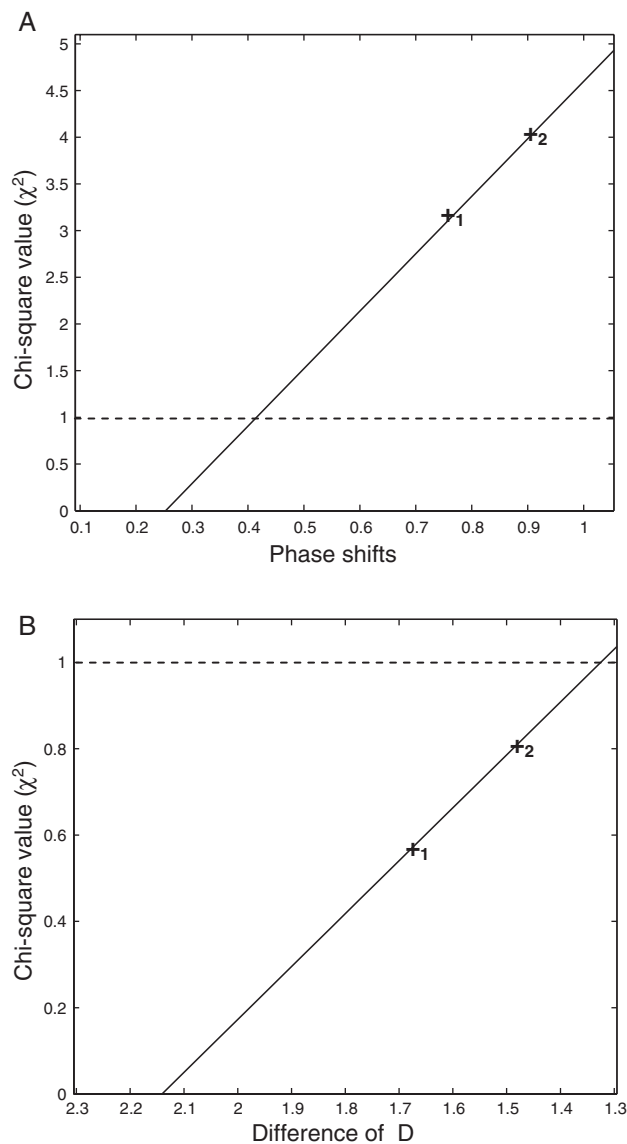 A
5
4.5
4
3.5
3
2.5
2
1.5
1
0.5
0
Chi-square value (χ²)
+2
+1
0.1 0.2 0.3 0.4 0.5 0.6 0.7 0.8 0.9 1
Phase shifts
B
1
0.8
0.6
0.4
0.2
0
Chi-square value (χ²)
+2
+1
2.3 2.2 2.1 2 1.9 1.8 1.7 1.6 1.5 1.4 1.3
Difference of D